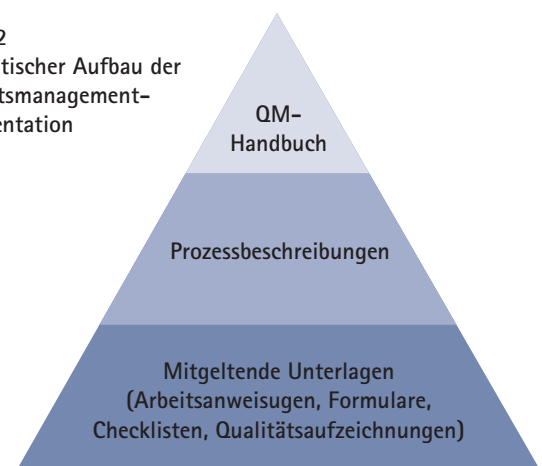 2
tischer Aufbau der
tsmanagement-
entation
QM-
Handbuch
Prozessbeschreibungen
Mitgeltende Unterlagen
(Arbeitsanweisugen, Formulare,
Checklisten, Qualitätsaufzeichnungen)